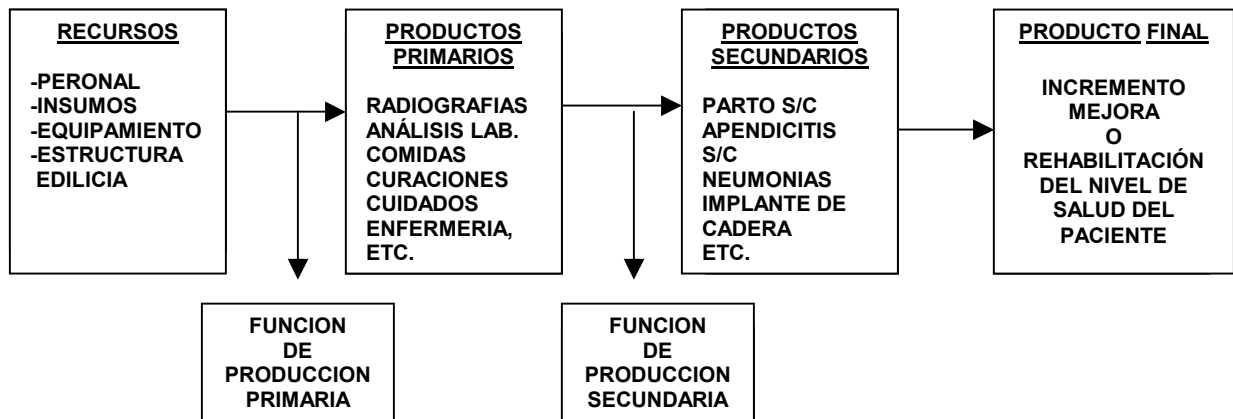 RECURSOS
-PERONAL
-INSUMOS
-EQUIPAMIENTO
-ESTRUCTURA
EDILICIA
PRODUCTOS
PRIMARIOS
RADIOGRAFIAS
ANÁLISIS LAB.
COMIDAS
CURACIONES
CUIDADOS
ENFERMERIA,
ETC.
PRODUCTOS
SECUNDARIOS
PARTO S/C
APENDICITIS
S/C
NEUMONIAS
IMPLANTE DE
CADERA
ETC.
PRODUCTO FINAL
INCREMENTO
MEJORA
O
REHABILITACIÓN
DEL NIVEL DE
SALUD DEL
PACIENTE
FUNCION
DE
PRODUCCION
PRIMARIA
FUNCION
DE
PRODUCCION
SECUNDARIA